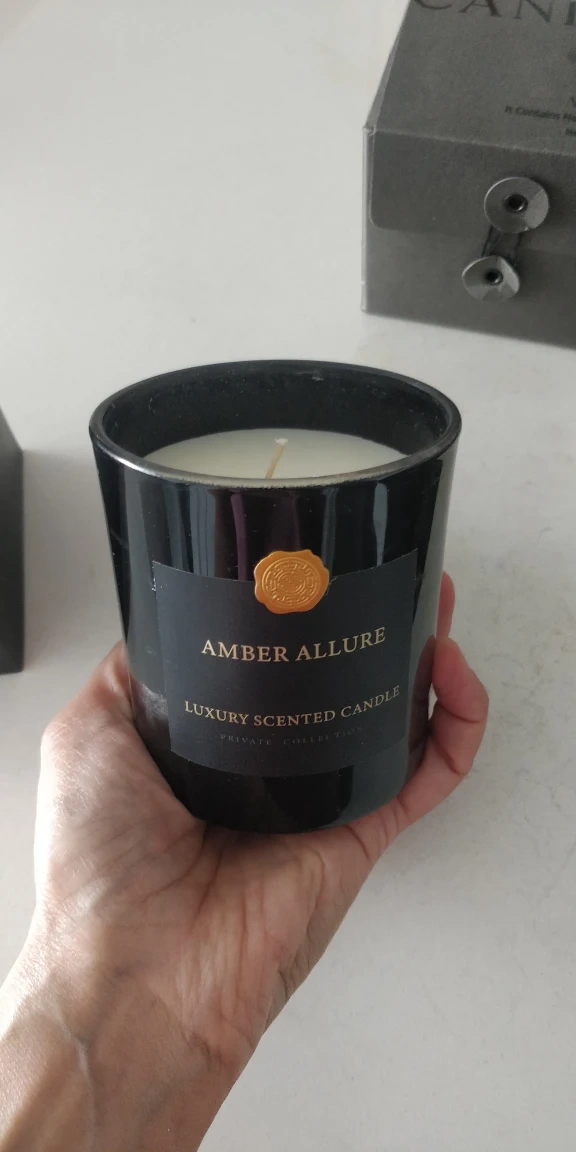 AMBER ALLURE
LUXURY SCENTED CANDLE
PRIVATE COLLECTION